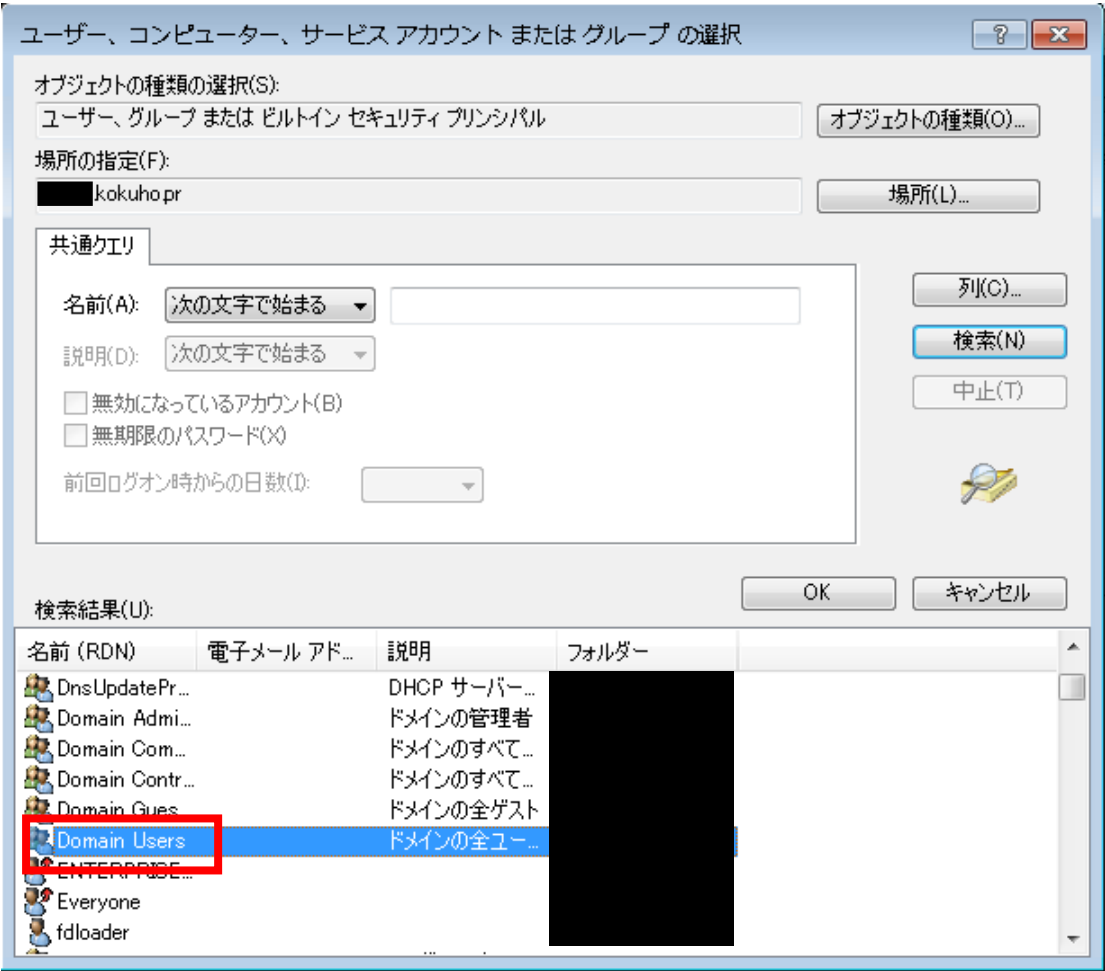 ユーザー、コンピューター、サービス アカウント または グループ の選択
オブジェクトの種類の選択(S):
ユーザー、グループ または ビルトイン セキュリティ プリンシパル
オブジェクトの種類(O)...
場所の指定(F):
.kokuho.pr
場所(L)...
共通クエリ
名前(A): 次の文字で始まる
列(C)...
説明(D): 次の文字で始まる
検索(N)
無効になっているアカウント(B)
中止(T)
無期限のパスワード(X)
前回ログオン時からの日数(I):
OK キャンセル
検索結果(U):
名前 (RDN) 電子メール アド... 説明 フォルダー
DnsUpdatePr... DHCP サーバー...
Domain Admi... ドメインの管理者
Domain Com... ドメインのすべて...
Domain Contr... ドメインのすべて...
Domain Gues ドメインの全ゲスト
Domain Users ドメインの全ユー...
ENTERPRISE...
Everyone
fdloader